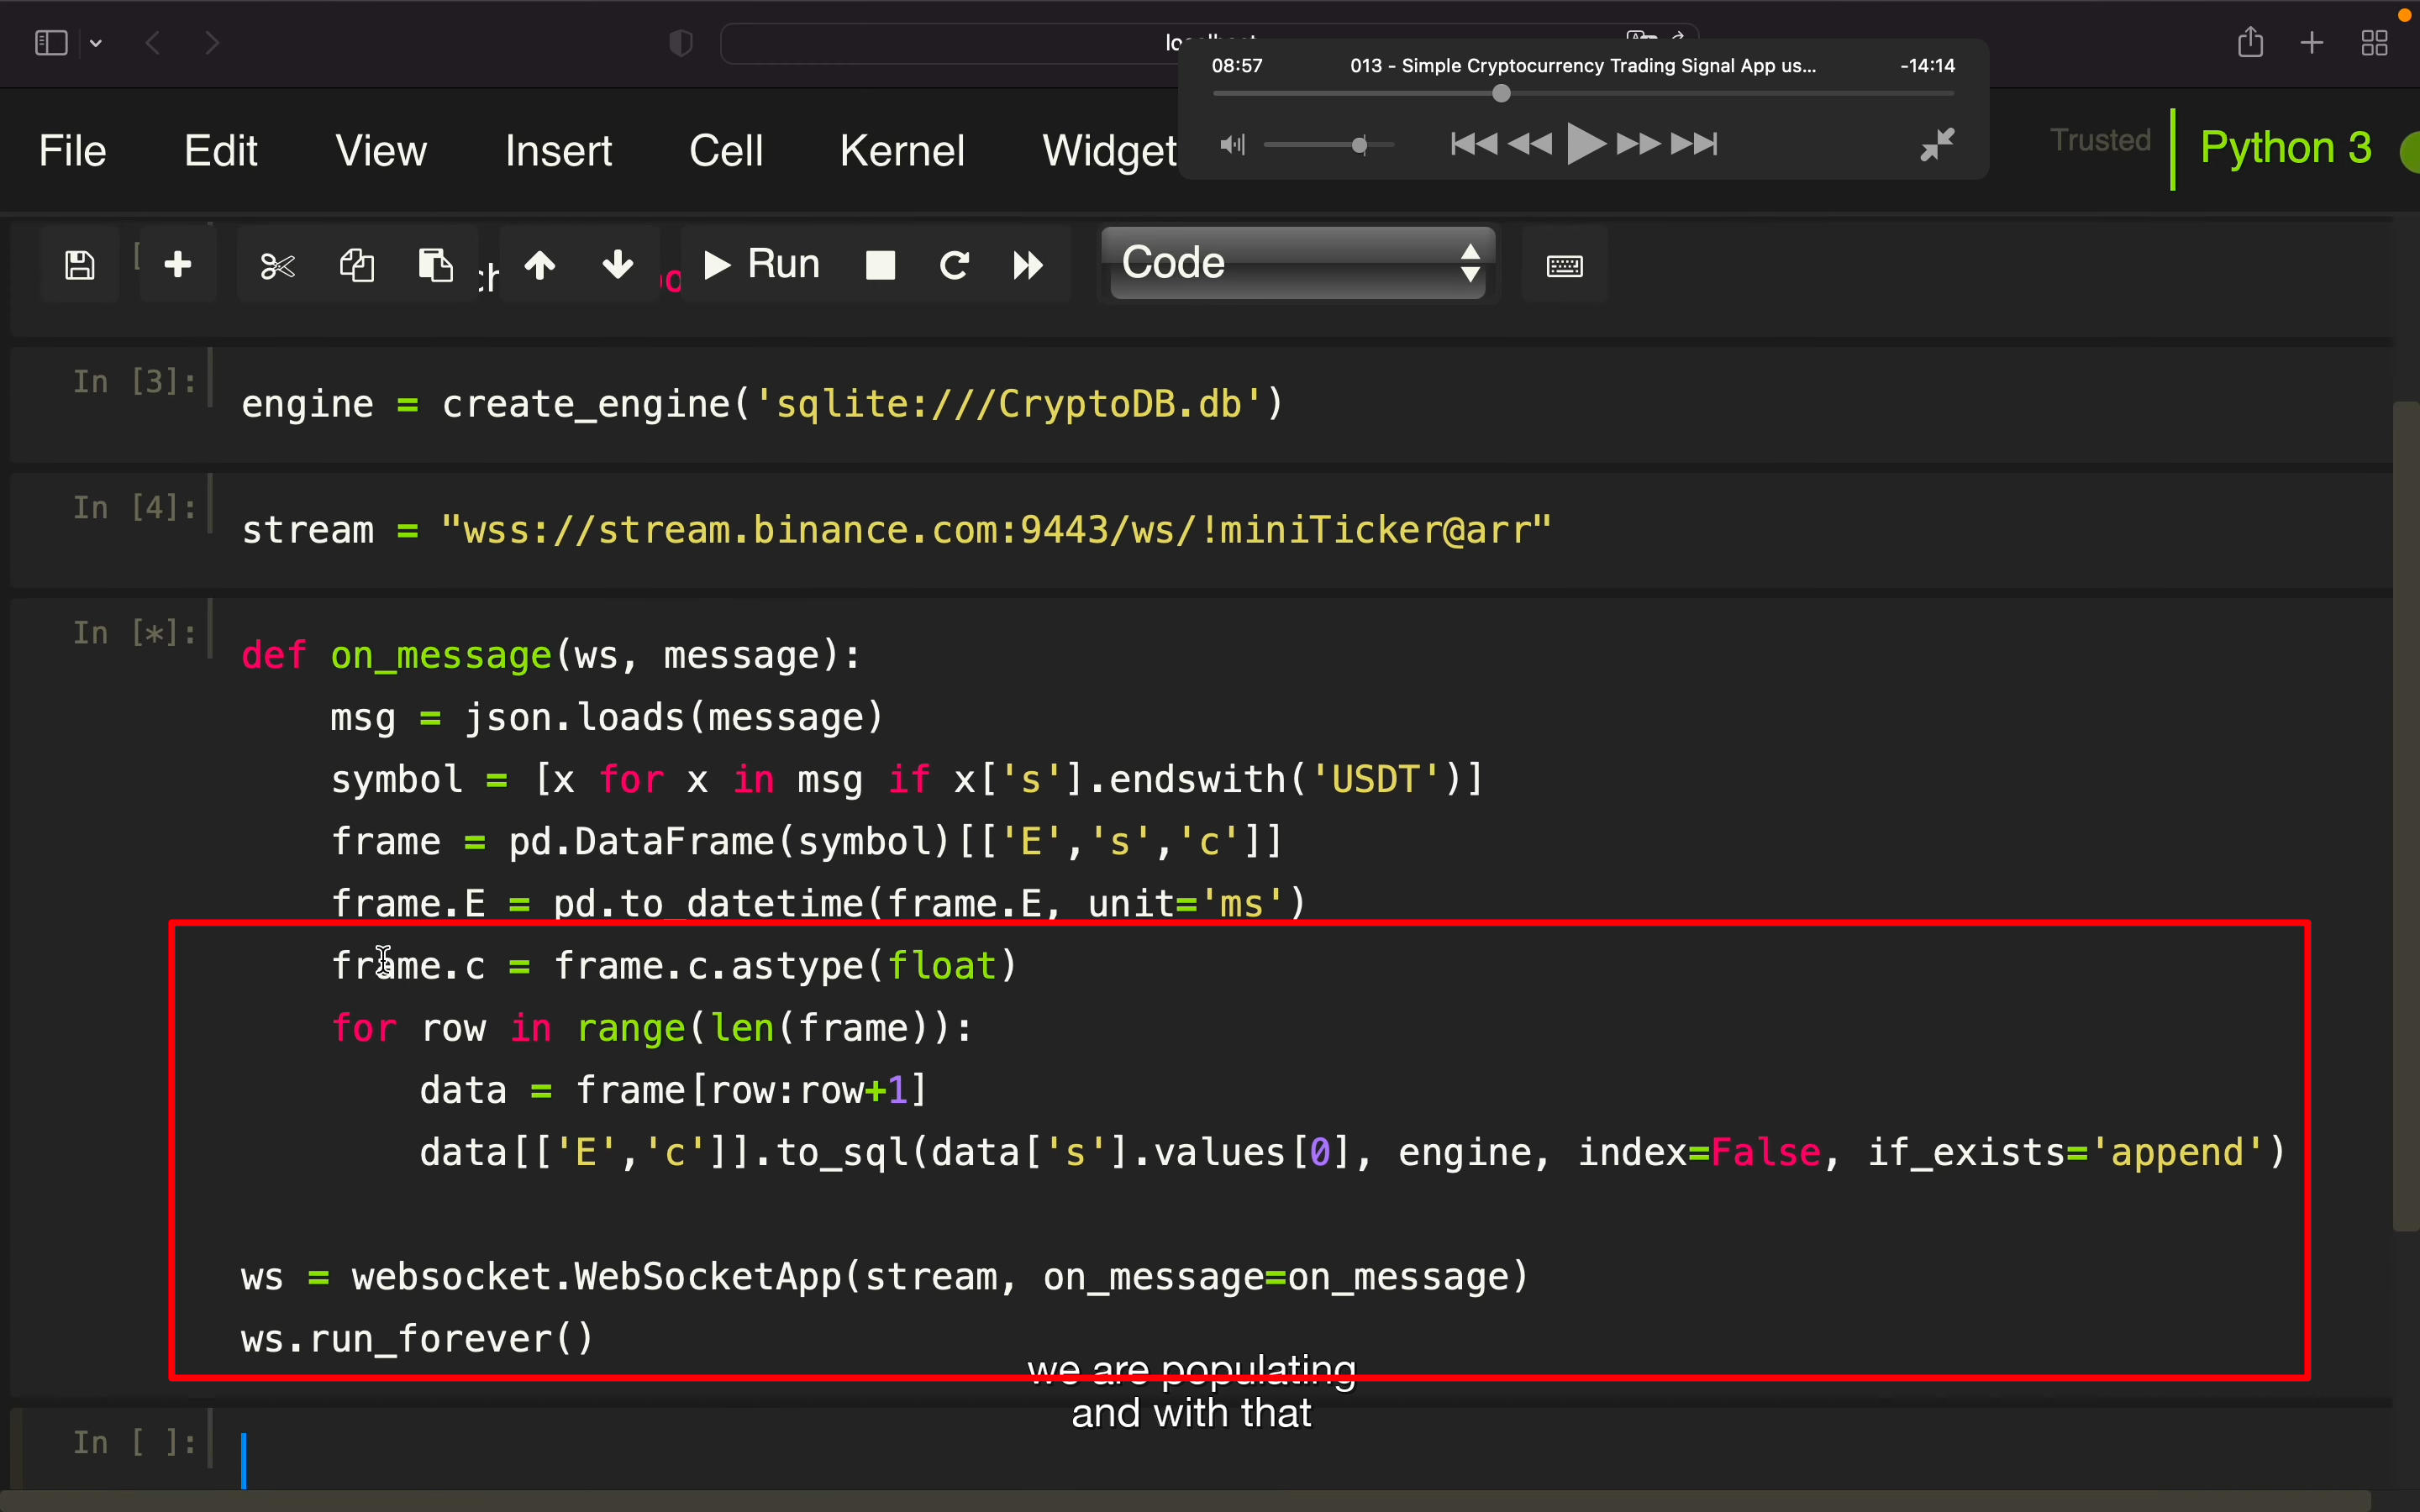 08:57 013 - Simple Cryptocurrency Trading Signal App us... -14:14
File Edit View Insert Cell Kernel Widget Trusted Python 3
Run Code
In [3]: engine = create_engine('sqlite:///CryptoDB.db')
In [4]: stream = "wss://stream.binance.com:9443/ws/!miniTicker@arr"
In [*]: def on_message(ws, message):
    msg = json.loads(message)
    symbol = [x for x in msg if x['s'].endswith('USDT')]
    frame = pd.DataFrame(symbol)[['E','s','c']]
    frame.E = pd.to_datetime(frame.E, unit='ms')
    frame.c = frame.c.astype(float)
    for row in range(len(frame)):
        data = frame[row:row+1]
        data[['E','c']].to_sql(data['s'].values[0], engine, index=False, if_exists='append')
ws = websocket.WebSocketApp(stream, on_message=on_message)
ws.run_forever()
we are populating
and with that
In [ ]: